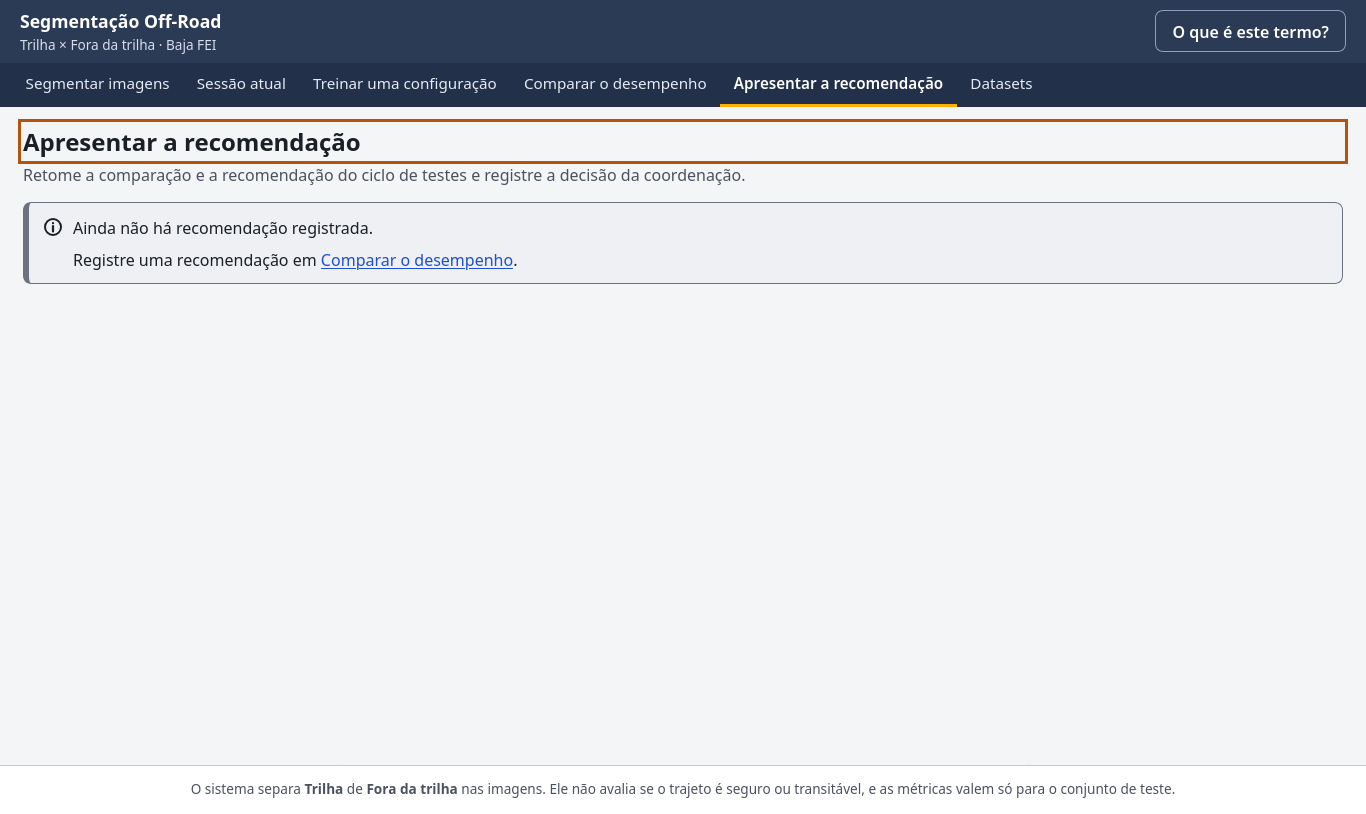 Segmentação Off-Road
Trilha × Fora da trilha · Baja FEI
O que é este termo?
Segmentar imagens
Sessão atual
Treinar uma configuração
Comparar o desempenho
Apresentar a recomendação
Datasets
Apresentar a recomendação
Retome a comparação e a recomendação do ciclo de testes e registre a decisão da coordenação.
Ainda não há recomendação registrada.
Registre uma recomendação em Comparar o desempenho.
O sistema separa Trilha de Fora da trilha nas imagens. Ele não avalia se o trajeto é seguro ou transitável, e as métricas valem só para o conjunto de teste.